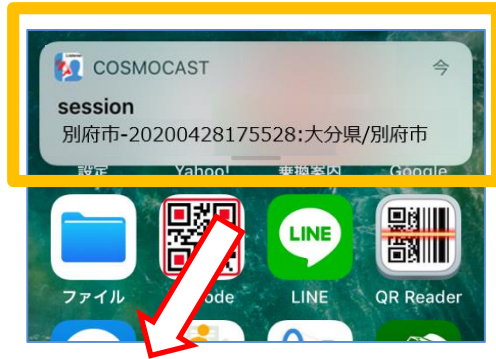 COSMOCAST 今
session
別府市-20200428175528:大分県/別府市
設定 Yahoo! 乗換案内 Google
LINE
ファイル ode LINE QR Reader